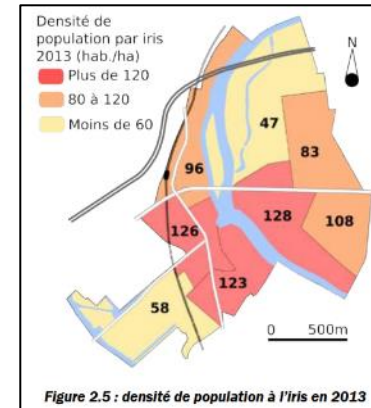 Densité de
population par iris
2013 (hab./ha)
Plus de 120
80 à 120
Moins de 60
N
47
83
96
128
108
126
123
58
0 500m
Figure 2.5 : densité de population à l'iris en 2013